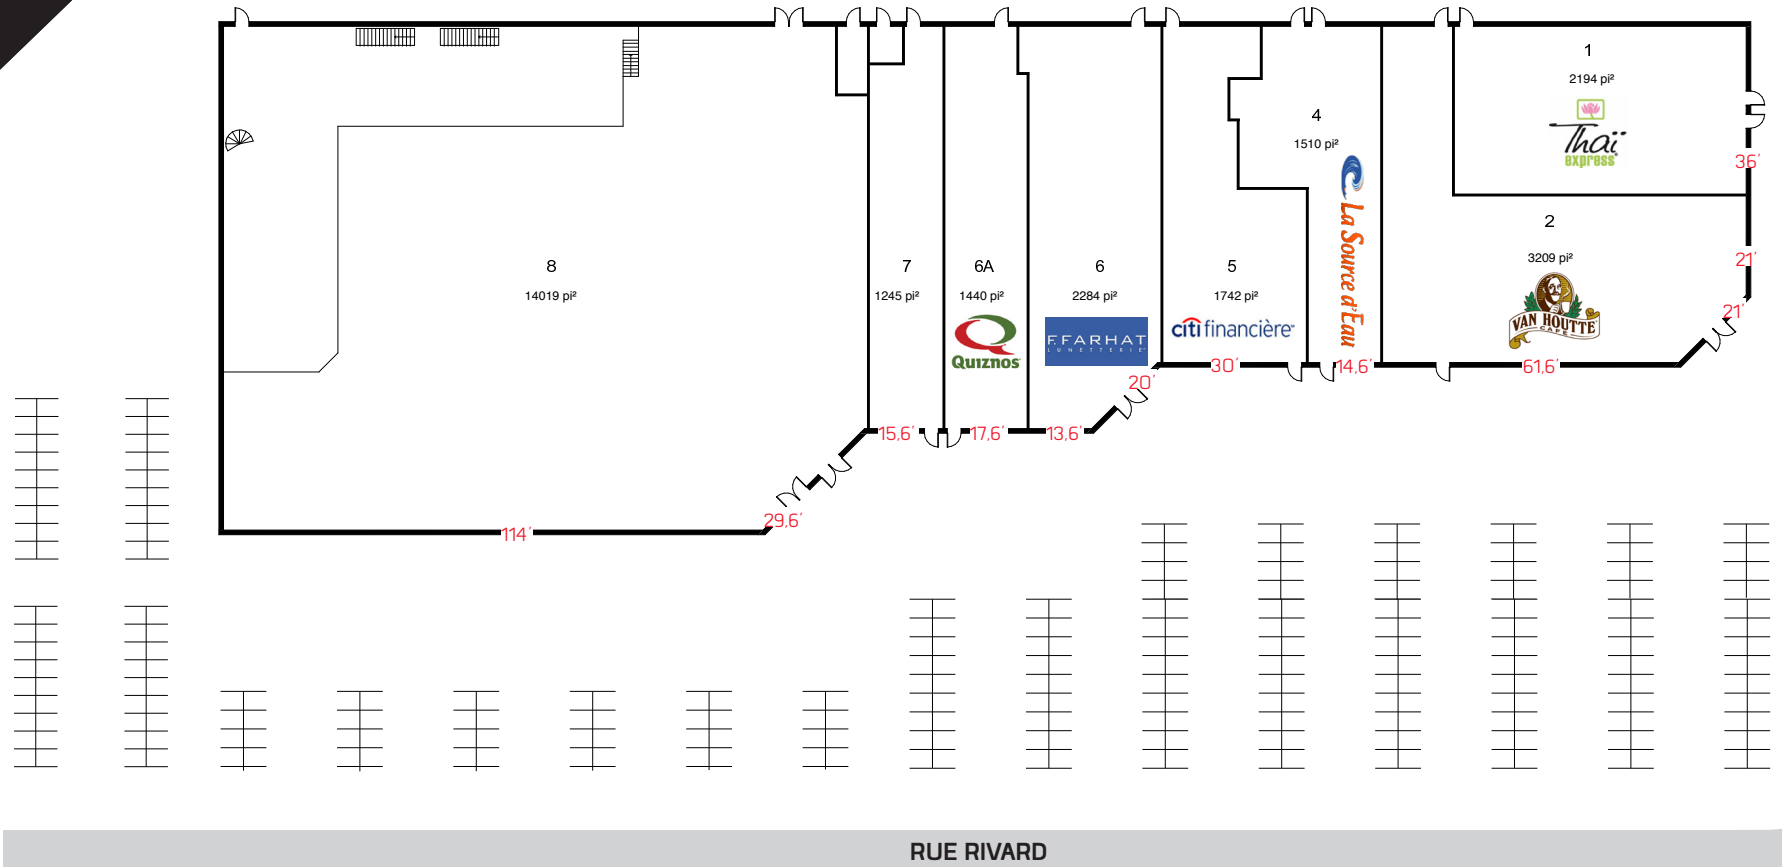 1
2194 pi²
Thaï
express
36'
4
1510 pi²
La Source d'Eau
2
3209 pi²
VAN HOUTTE
CAFÉ
21'
21'
8
14019 pi²
7
1245 pi²
6A
1440 pi²
Quiznos
6
2284 pi²
F.FARHAT
LUNETTERIE
5
1742 pi²
citifinancière
114'
29,6'
15,6'
17,6'
13,6'
20'
30'
14,6'
61,6'
RUE RIVARD